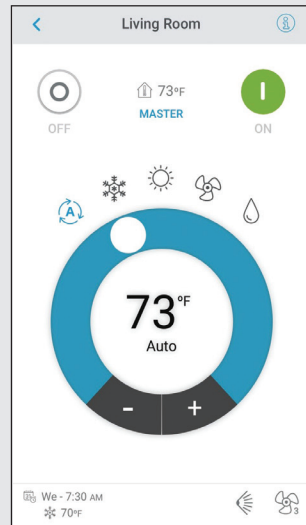 Living Room
OFF
73°F
MASTER
ON
A
73°F
Auto
- +
We - 7:30 AM
70°F
3